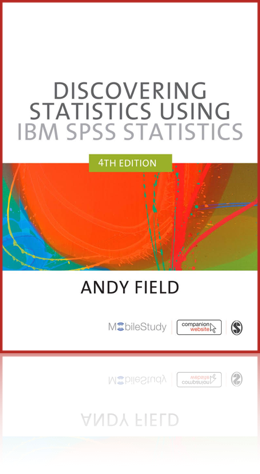 DISCOVERING
STATISTICS USING
IBM SPSS STATISTICS
4TH EDITION
ANDY FIELD
MobileStudy
companion
website
S